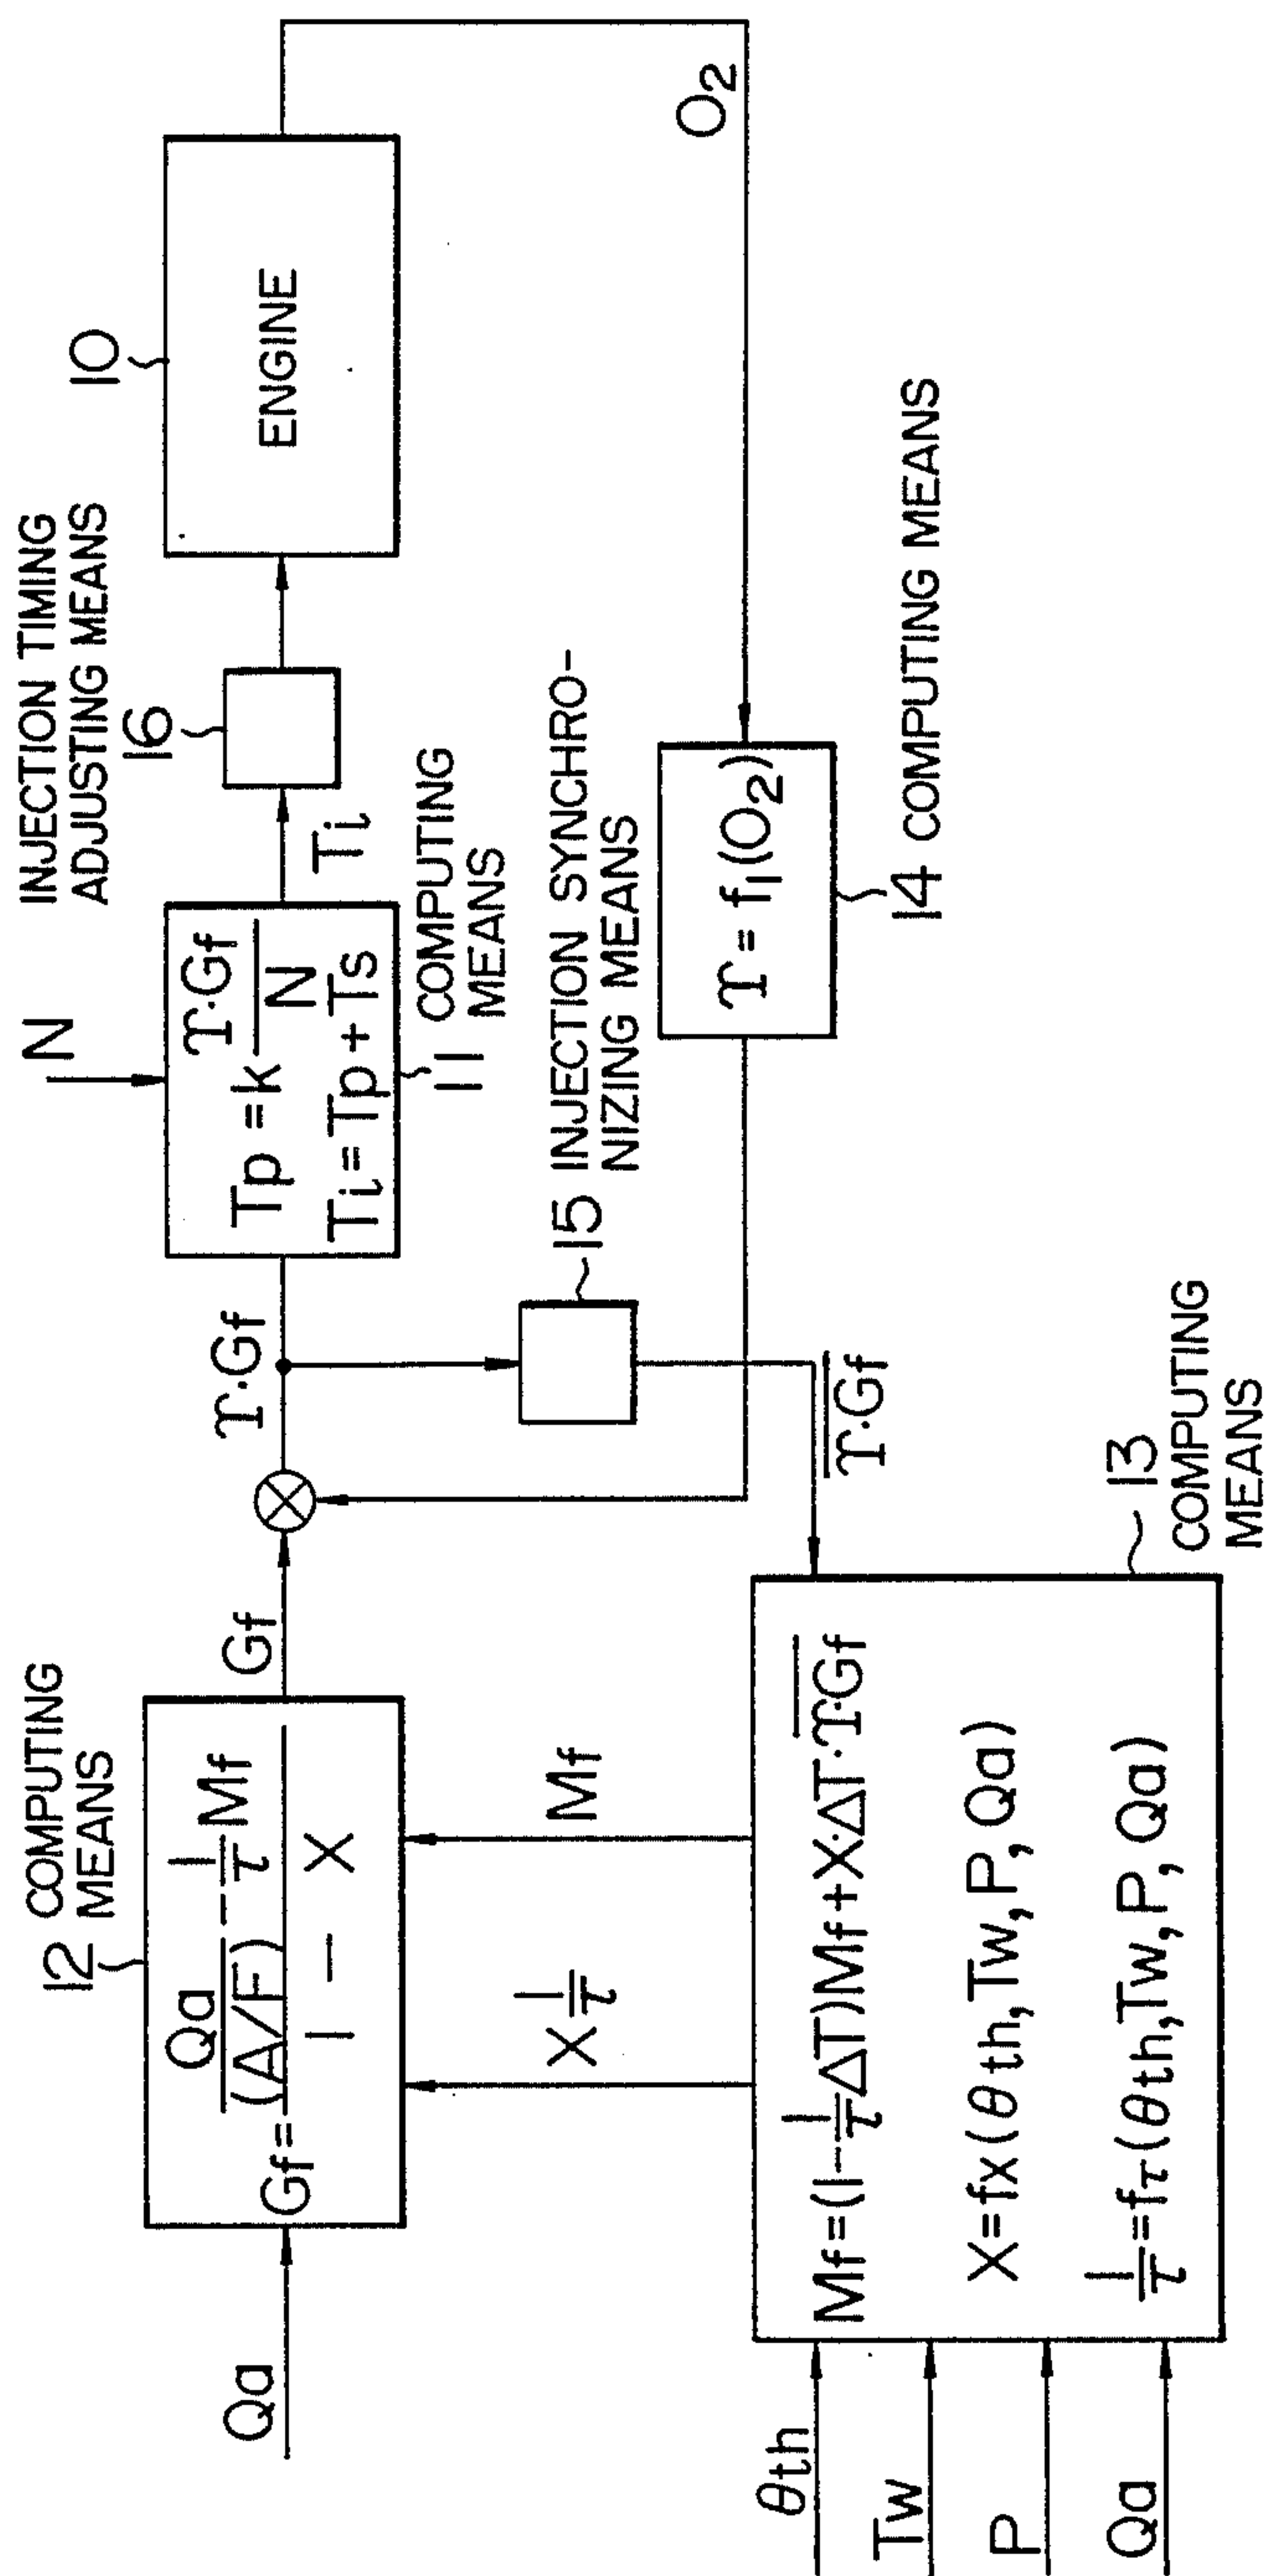 Qa
12 COMPUTING
MEANS
Gf = (Qa/(A/F) - 1/τ Mf) / (1 - X)
Gf
γ·Gf
N
Tp = k γ·Gf/N
Ti = Tp + Ts
11 COMPUTING
MEANS
Ti
INJECTION TIMING
ADJUSTING MEANS
16
10
ENGINE
O2
X 1/τ
Mf
15 INJECTION SYNCHRO-
NIZING MEANS
γ = f1(O2)
14 COMPUTING MEANS
γ̅·̅G̅f̅
13
COMPUTING
MEANS
θth
Tw
P
Qa
Mf=(1-1/τ ΔT)Mf+X·ΔT·γ̅·̅G̅f̅
X=fx(θth,Tw,P,Qa)
1/τ=fτ(θth,Tw,P,Qa)